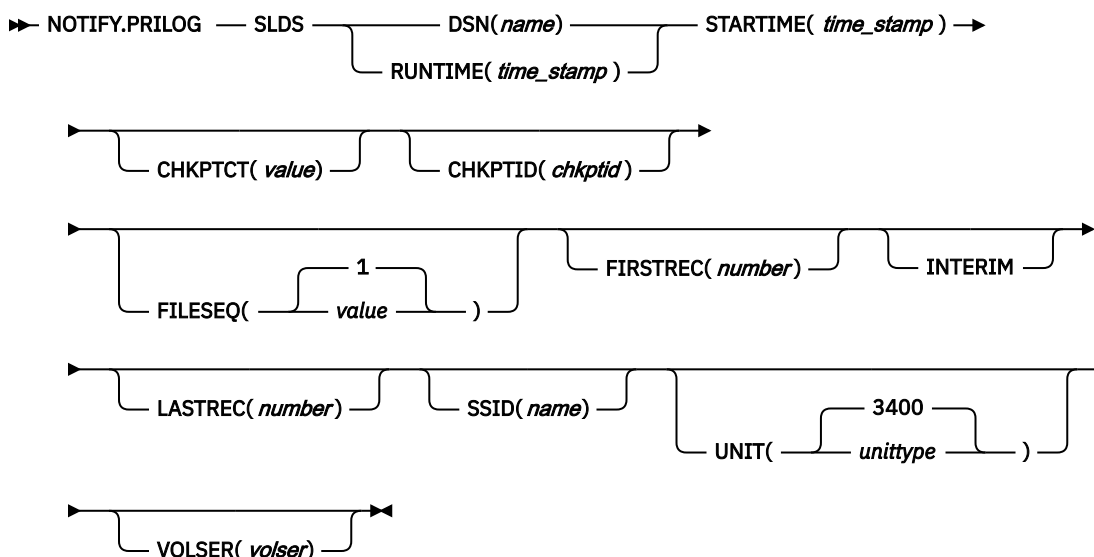 NOTIFY.PRILOG SLDS DSN(name) STARTIME( time_stamp )
RUNTIME( time_stamp )
CHKPTCT( value) CHKPTID( chkptid )
1
FIRSTREC( number) INTERIM
FILESEQ( value )
LASTREC( number) SSID( name) 3400
UNIT( unittype )
VOLSER( volser)